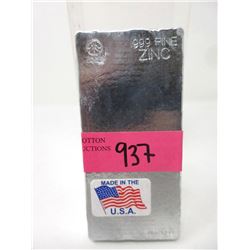 .999 FINE
ZINC
OTTON
UCTIONS
937
MADE IN THE
U.S.A.